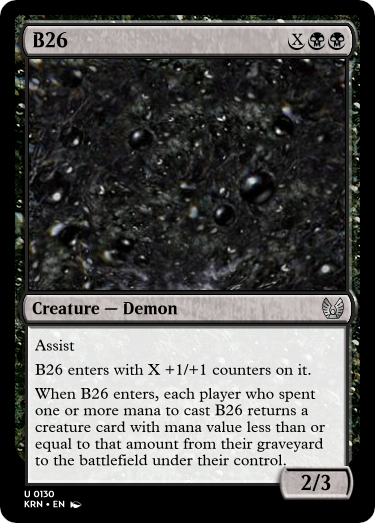 B26 X
Creature — Demon
Assist
B26 enters with X +1/+1 counters on it.
When B26 enters, each player who spent
one or more mana to cast B26 returns a
creature card with mana value less than or
equal to that amount from their graveyard
to the battlefield under their control.
2/3
U 0130
KRN • EN